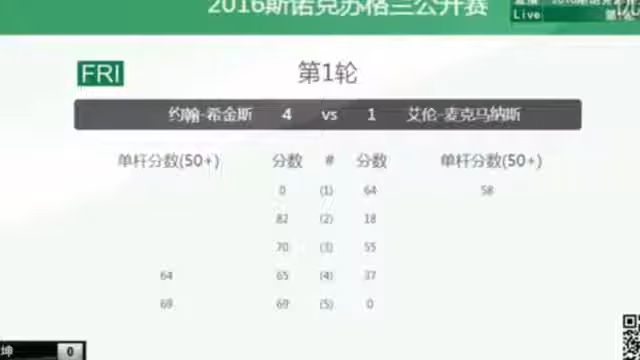 2016斯诺克苏格兰公开赛
Live
FRI
第1轮
约翰-希金斯 4 vs 1 艾伦-麦克马纳斯
单杆分数(50+) 分数 # 分数 单杆分数(50+)
0 (1) 64 58
82 (2) 18
70 (3) 55
64 65 (4) 37
69 69 (5) 0
坤 0